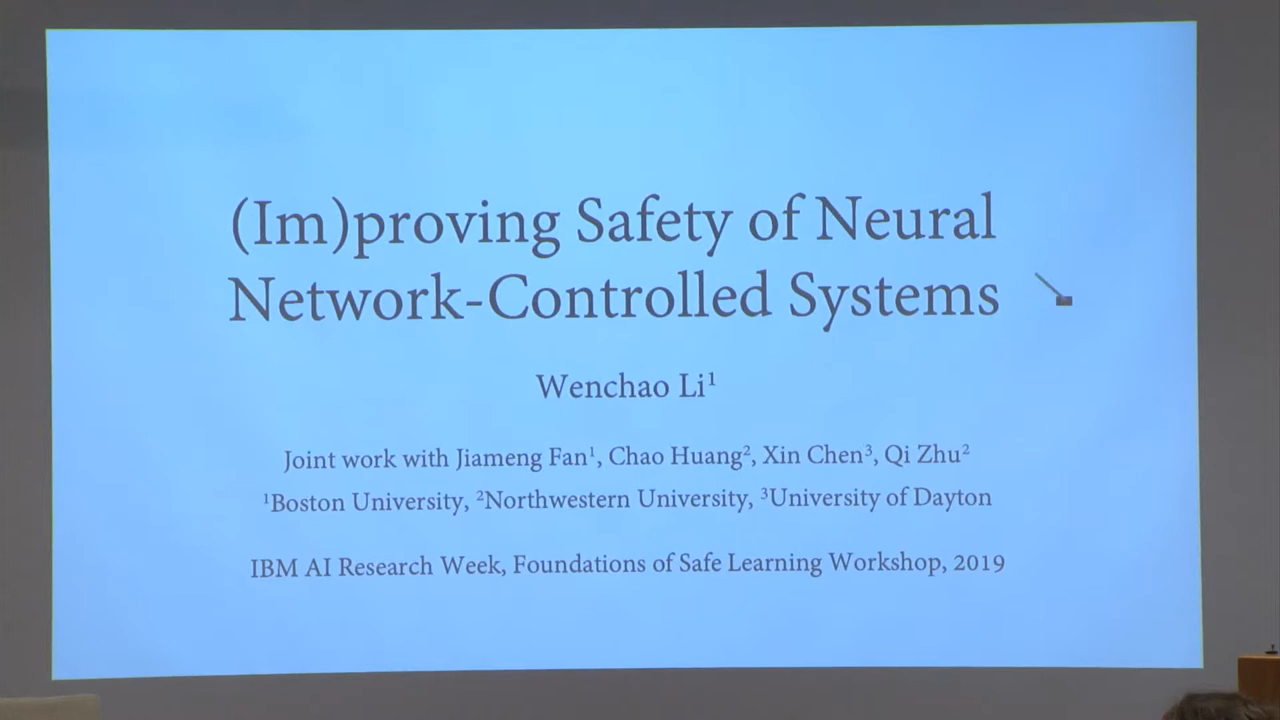 (Im)proving Safety of Neural
Network-Controlled Systems
Wenchao Li¹
Joint work with Jiameng Fan¹, Chao Huang², Xin Chen³, Qi Zhu²
¹Boston University, ²Northwestern University, ³University of Dayton
IBM AI Research Week, Foundations of Safe Learning Workshop, 2019